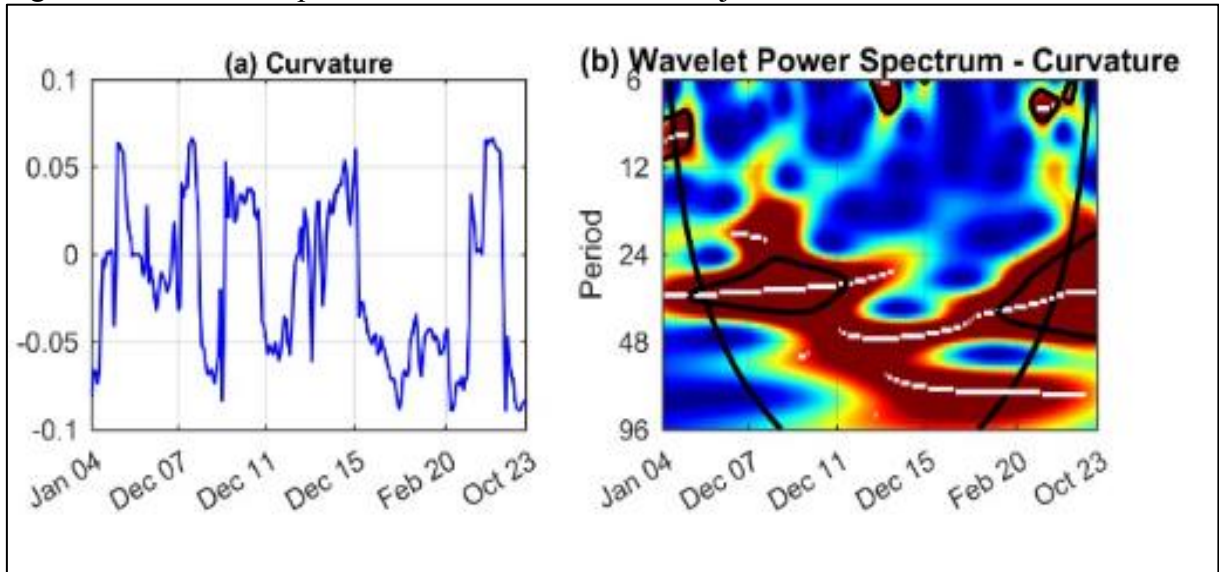 (a) Curvature
0.1
0.05
0
-0.05
-0.1
Jan 04
Dec 07
Dec 11
Dec 15
Feb 20
Oct 23
(b) Wavelet Power Spectrum - Curvature
Period
6
12
24
48
96
Jan 04
Dec 07
Dec 11
Dec 15
Feb 20
Oct 23